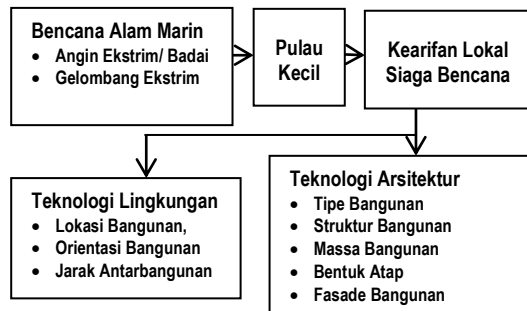 Bencana Alam Marin
• Angin Ekstrim/ Badai
• Gelombang Ekstrim
Pulau
Kecil
Kearifan Lokal
Siaga Bencana
Teknologi Lingkungan
• Lokasi Bangunan,
• Orientasi Bangunan
• Jarak Antarbangunan
Teknologi Arsitektur
• Tipe Bangunan
• Struktur Bangunan
• Massa Bangunan
• Bentuk Atap
• Fasade Bangunan